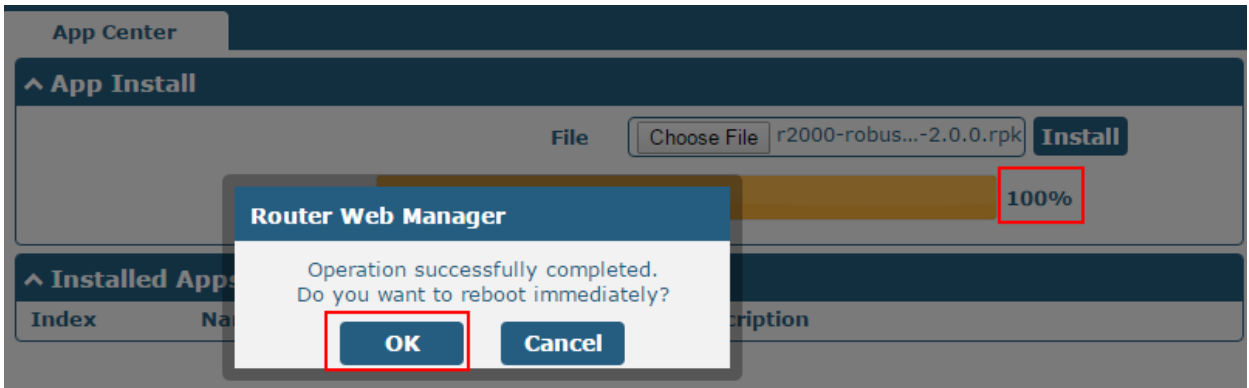 App Center
App Install
File Choose File r2000-robus...-2.0.0.rpk Install
100%
Router Web Manager
Operation successfully completed.
Do you want to reboot immediately?
OK Cancel
Installed Apps
Index